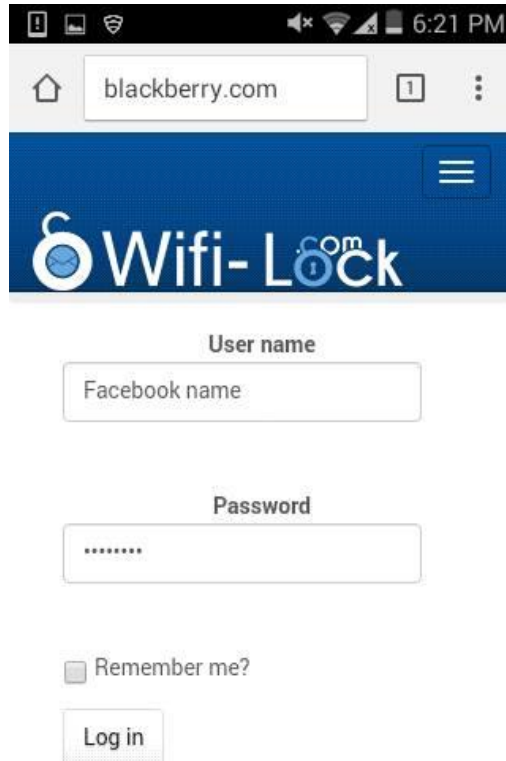 6:21 PM
blackberry.com
1
Wifi-Lock
com
User name
Facebook name
Password
••••••••
Remember me?
Log in